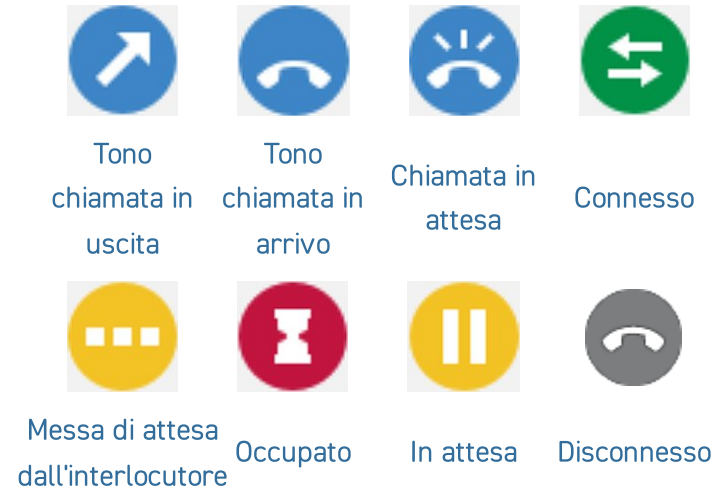 Tono
chiamata in
uscita
Tono
chiamata in
arrivo
Chiamata in
attesa
Connesso
Messa di attesa
dall'interlocutore
Occupato
In attesa
Disconnesso